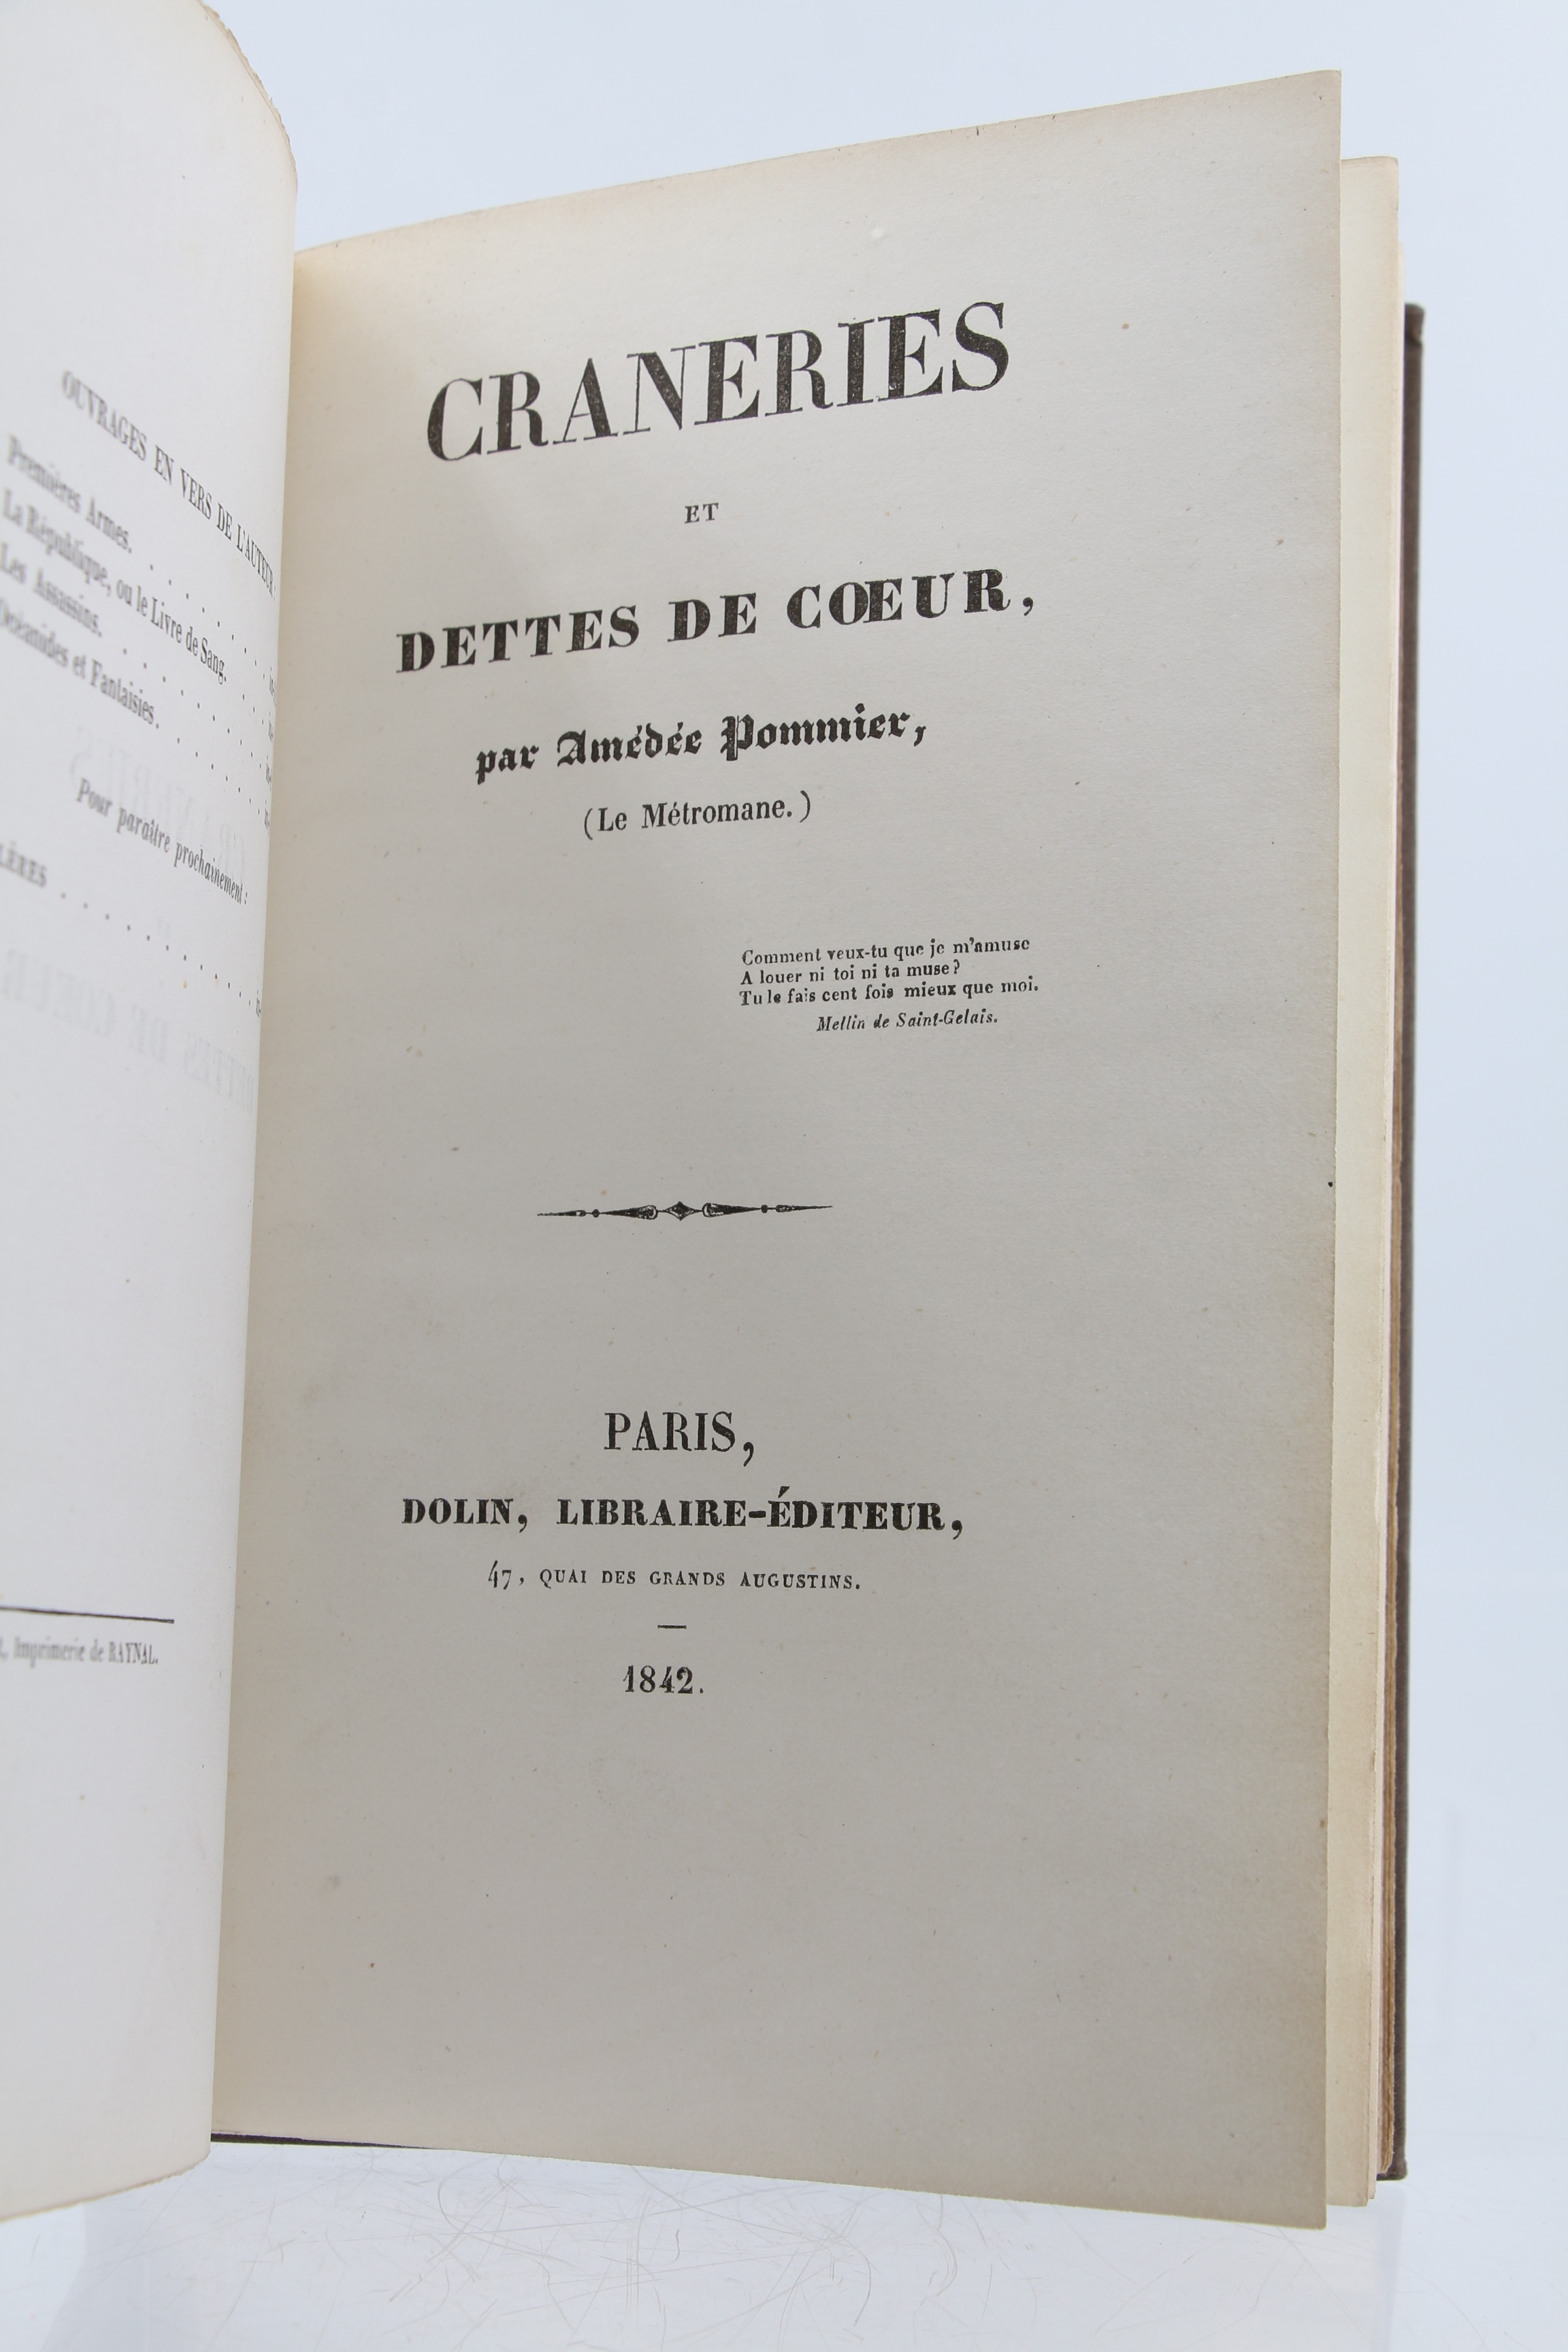 OUVRAGES EN VERS DE L'AUTEUR :
Premières Armes.
La République, ou le Livre de Sang.
Les Assassins.
Océanides et Fantaisies.
Pour paraître prochainement :
Imprimerie de RAYNAL.
CRANERIES
ET
DETTES DE CŒUR,
par Amédée Pommier,
(Le Métromane.)
Comment veux-tu que je m'amuse
A louer ni toi ni ta muse ?
Tu le fais cent fois mieux que moi.
Mellin de Saint-Gelais.
PARIS,
DOLIN, LIBRAIRE-ÉDITEUR,
47, QUAI DES GRANDS AUGUSTINS.
1842.